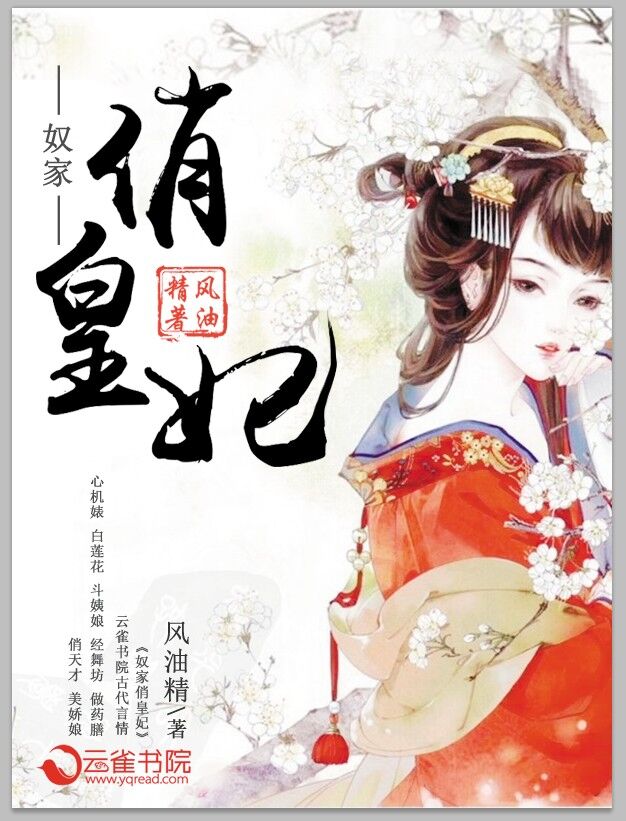 奴家
俏皇妃
风油精著
风油精\著
《奴家俏皇妃》
云雀书院古代言情
心机婊 白莲花 斗姨娘 经舞坊 做药膳
俏天才 美娇娘
云雀书院
www.yqread.com